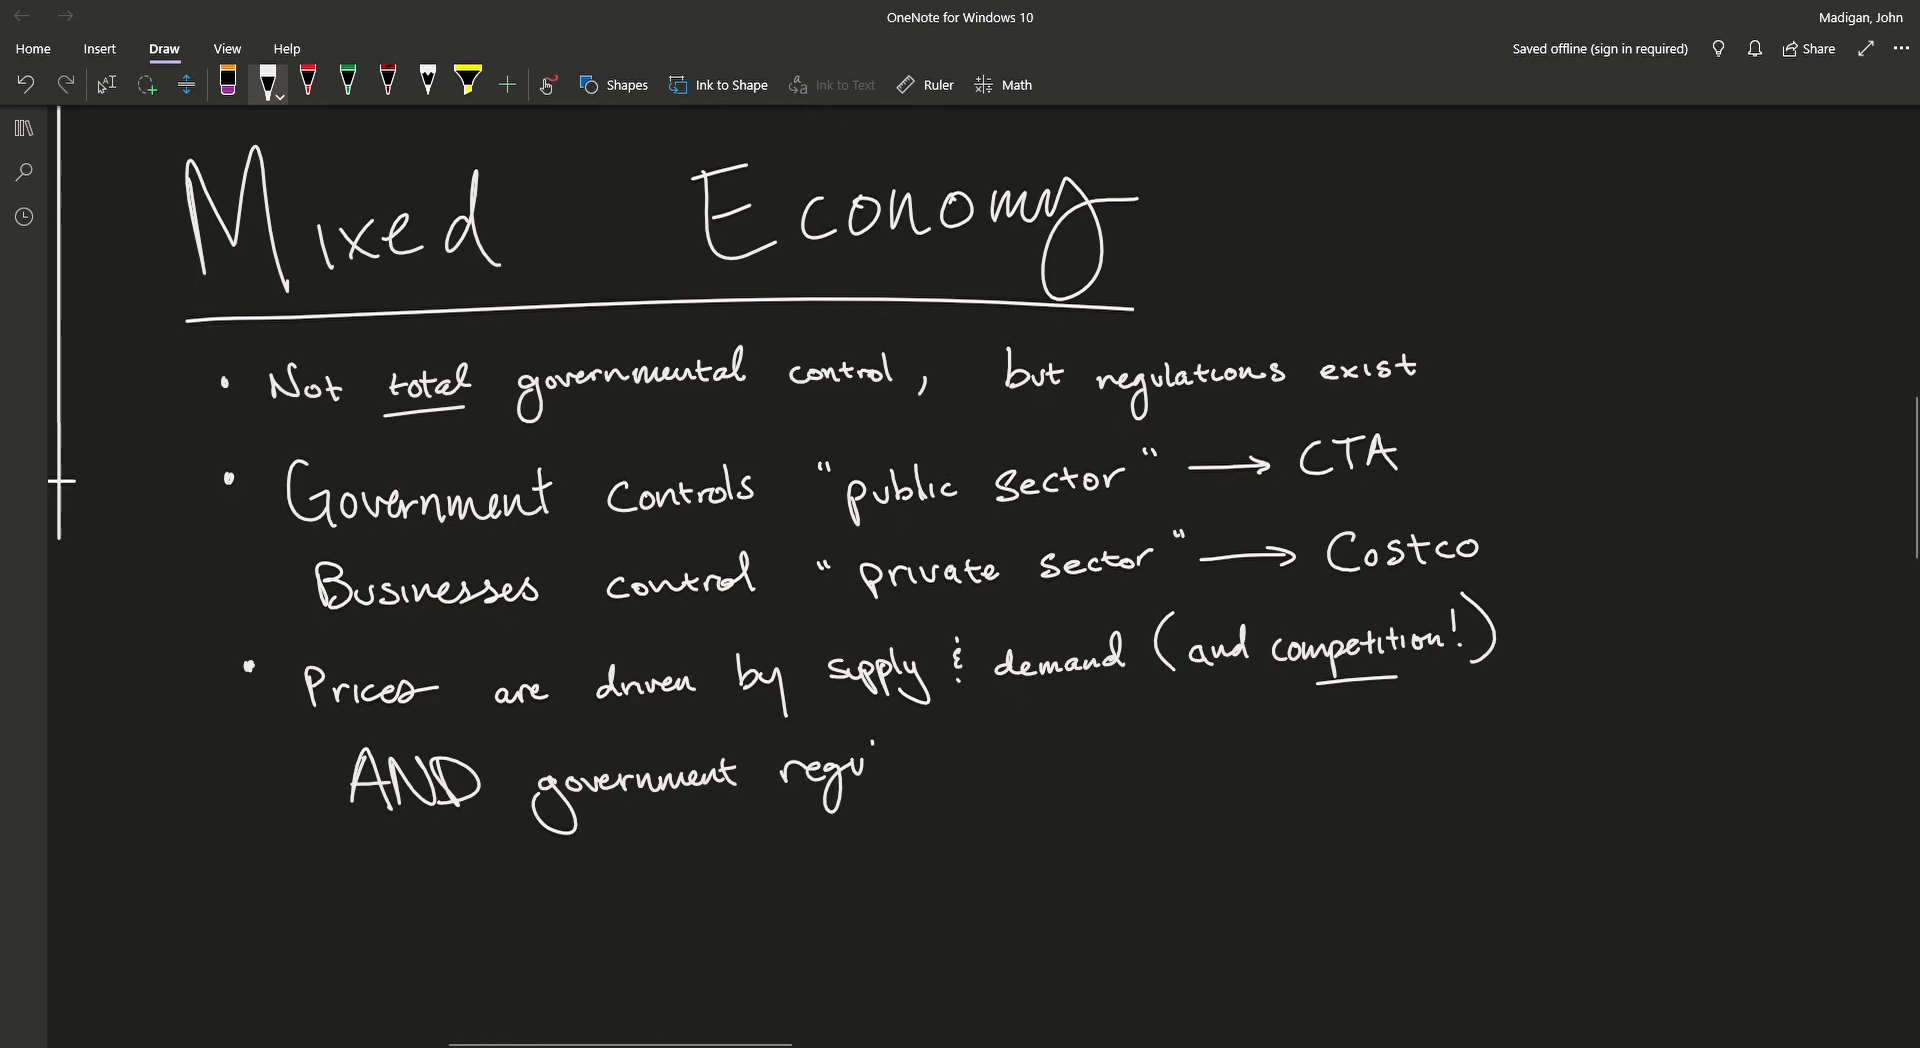 OneNote for Windows 10
Madigan, John
Home Insert Draw View Help
Saved offline (sign in required) Share
Shapes Ink to Shape Ink to Text Ruler Math
Mixed Economy
• Not total governmental control, but regulations exist
• Government controls "public sector" → CTA
Businesses control "private sector" → Costco
• Prices are driven by supply & demand (and competition!)
AND government regu